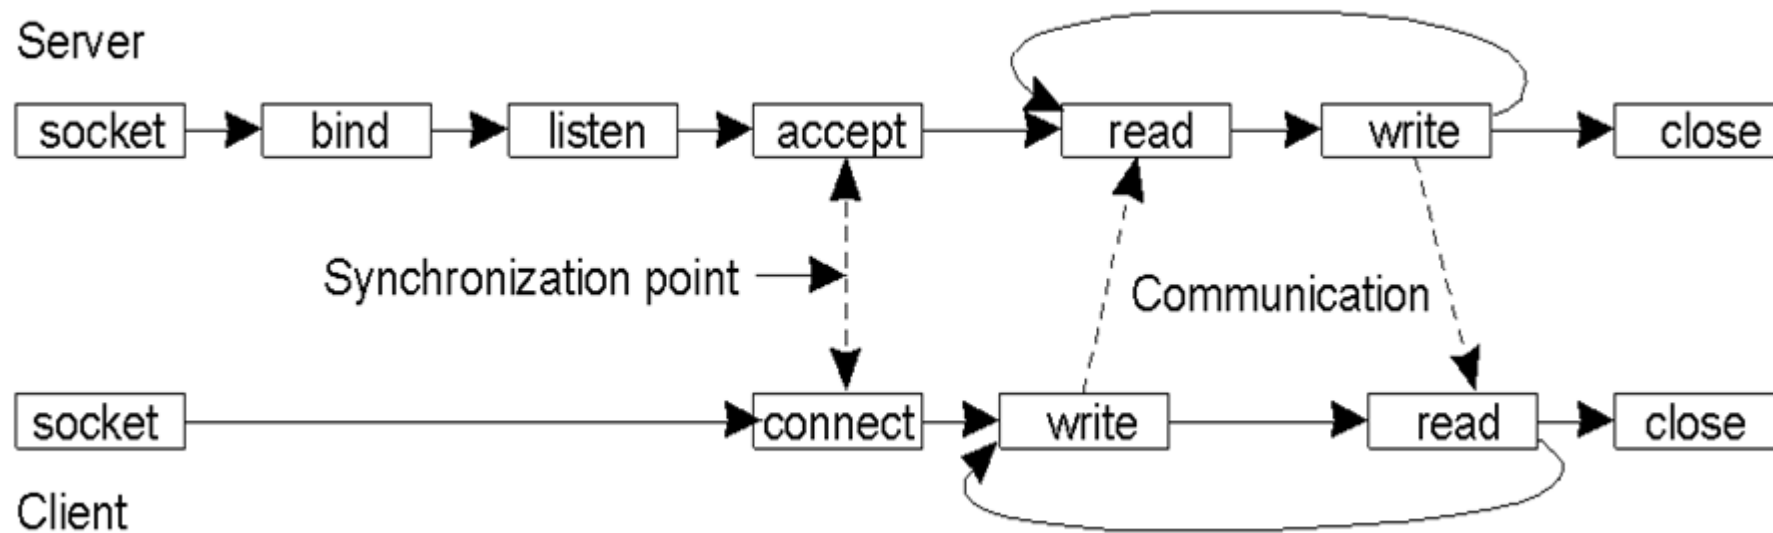 Server
socket bind listen accept read write close
Synchronization point
Communication
socket connect write read close
Client